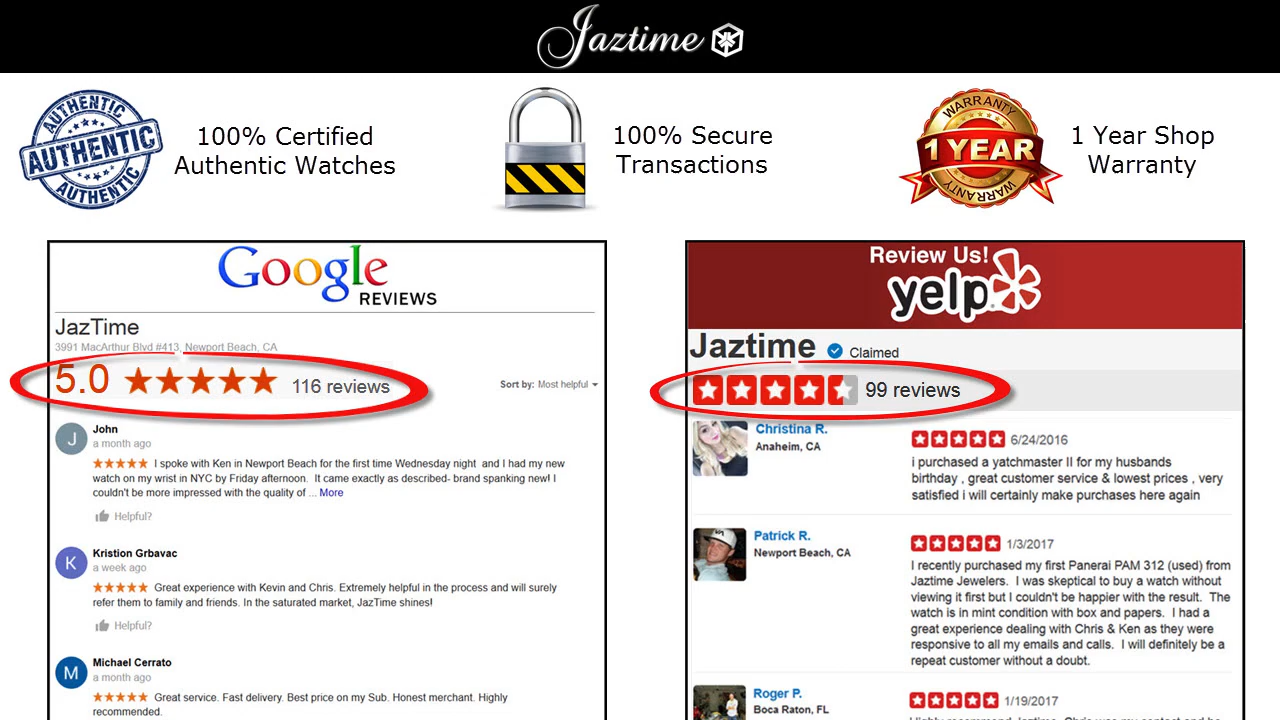 Jaztime
AUTHENTIC
AUTHENTIC
AUTHENTIC
100% Certified
Authentic Watches
100% Secure
Transactions
WARRANTY
1 YEAR
WARRANTY
1 Year Shop
Warranty
Google
REVIEWS
JazTime
3991 MacArthur Blvd #413, Newport Beach, CA
5.0 116 reviews
Sort by: Most helpful
J
John
a month ago
I spoke with Ken in Newport Beach for the first time Wednesday night and I had my new
watch on my wrist in NYC by Friday afternoon. It came exactly as described- brand spanking new! I
couldn't be more impressed with the quality of ... More
Helpful?
K
Kristion Grbavac
a week ago
Great experience with Kevin and Chris. Extremely helpful in the process and will surely
refer them to family and friends. In the saturated market, JazTime shines!
Helpful?
M
Michael Cerrato
a month ago
Great service. Fast delivery. Best price on my Sub. Honest merchant. Highly
recommended.
Review Us!
yelp
Jaztime Claimed
99 reviews
Christina R.
Anaheim, CA
6/24/2016
i purchased a yatchmaster II for my husbands
birthday , great customer service & lowest prices , very
satisfied i will certainly make purchases here again
Patrick R.
Newport Beach, CA
1/3/2017
I recently purchased my first Panerai PAM 312 (used) from
Jaztime Jewelers. I was skeptical to buy a watch without
viewing it first but I couldn't be happier with the result. The
watch is in mint condition with box and papers. I had a
great experience dealing with Chris & Ken as they were
responsive to all my emails and calls. I will definitely be a
repeat customer without a doubt.
Roger P.
Boca Raton, FL
1/19/2017